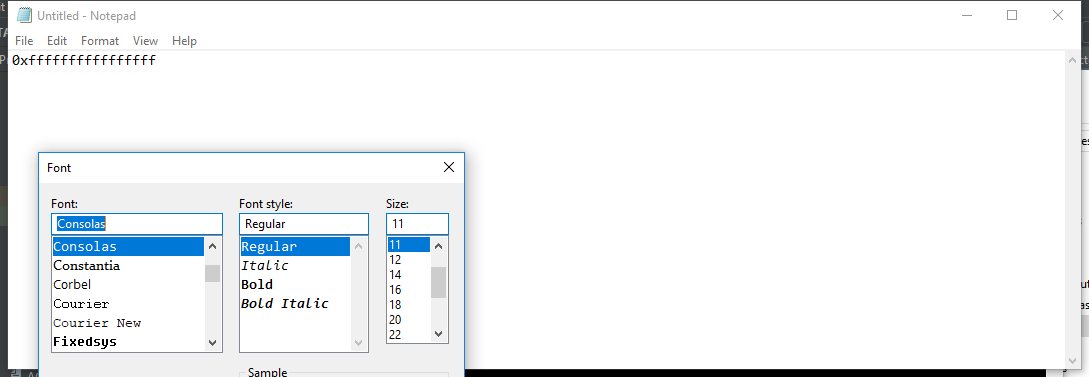 Untitled - Notepad
File Edit Format View Help
0xffffffffffffffff
Font
Font: Font style: Size:
Consolas Regular 11
Consolas Regular 11
Constantia Italic 12
Corbel Bold 14
Courier Bold Italic 16
Courier New 18
Fixedsys 20
22
Sample